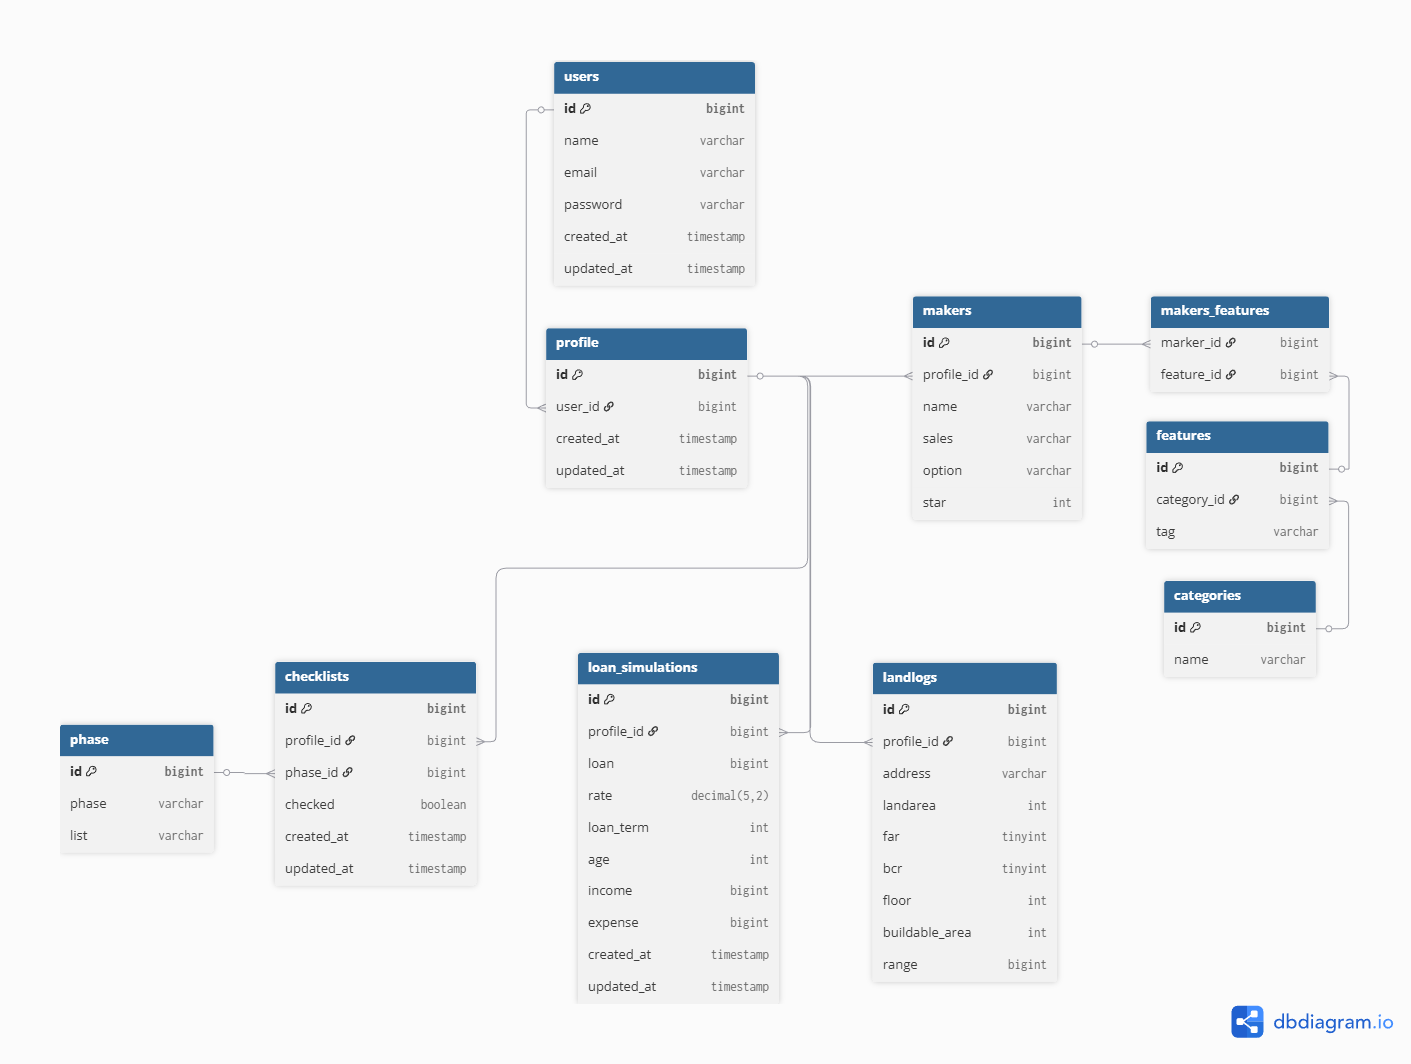 users
id bigint
name varchar
email varchar
password varchar
created_at timestamp
updated_at timestamp
profile
id bigint
user_id bigint
created_at timestamp
updated_at timestamp
makers
id bigint
profile_id bigint
name varchar
sales varchar
option varchar
star int
makers_features
marker_id bigint
feature_id bigint
features
id bigint
category_id bigint
tag varchar
categories
id bigint
name varchar
phase
id bigint
phase varchar
list varchar
checklists
id bigint
profile_id bigint
phase_id bigint
checked boolean
created_at timestamp
updated_at timestamp
loan_simulations
id bigint
profile_id bigint
loan bigint
rate decimal(5,2)
loan_term int
age int
income bigint
expense bigint
created_at timestamp
updated_at timestamp
landlogs
id bigint
profile_id bigint
address varchar
landarea int
far tinyint
bcr tinyint
floor int
buildable_area int
range bigint
dbdiagram.io